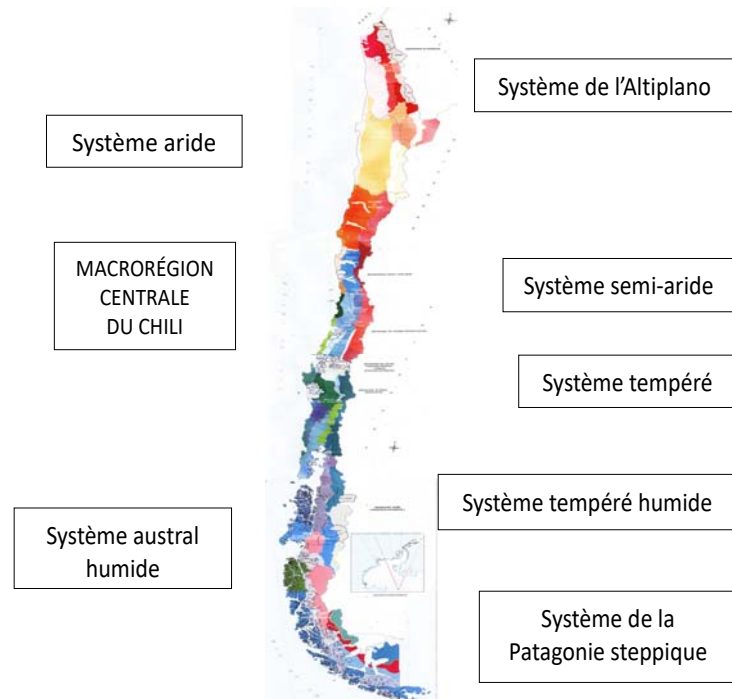 Système de l'Altiplano
Système aride
MACRORÉGION
CENTRALE
DU CHILI
Système semi-aride
Système tempéré
Système tempéré humide
Système austral
humide
Système de la
Patagonie steppique